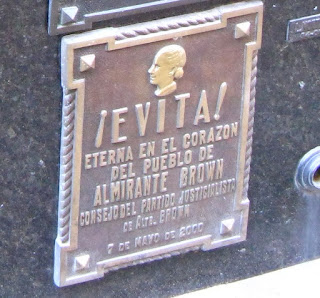 ¡EVITA!
ETERNA EN EL CORAZON
DEL PUEBLO DE
ALMIRANTE BROWN
CONSEJO DEL PARTIDO JUSTICIALISTA
DE ALTE. BROWN
7 DE MAYO DE 2000